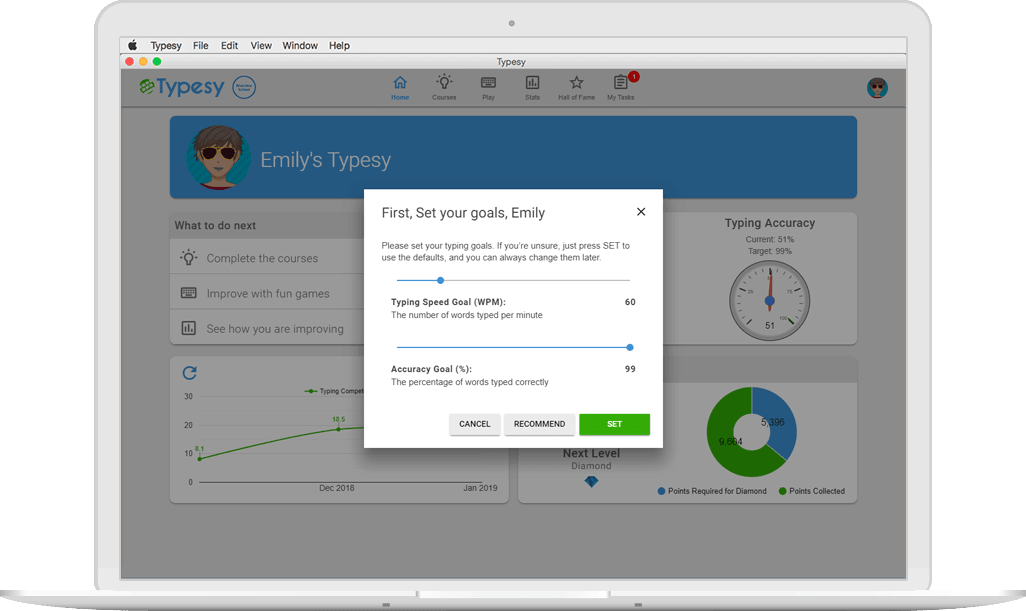 Typesy File Edit View Window Help
Typesy
Typesy
Home Courses Play Stats Hall of Fame My Tasks 1
Emily's Typesy
What to do next
Complete the courses
Improve with fun games
See how you are improving
First, Set your goals, Emily
Please set your typing goals. If you're unsure, just press SET to
use the defaults, and you can always change them later.
Typing Speed Goal (WPM): 60
The number of words typed per minute
Accuracy Goal (%): 99
The percentage of words typed correctly
CANCEL RECOMMEND SET
Typing Accuracy
Current: 51%
Target: 99%
25 75 100
51
Typing Compet
30
20
10
0
8.1
18.5
Dec 2018 Jan 2019
Next Level
Diamond
5,396
9,604
Points Required for Diamond Points Collected